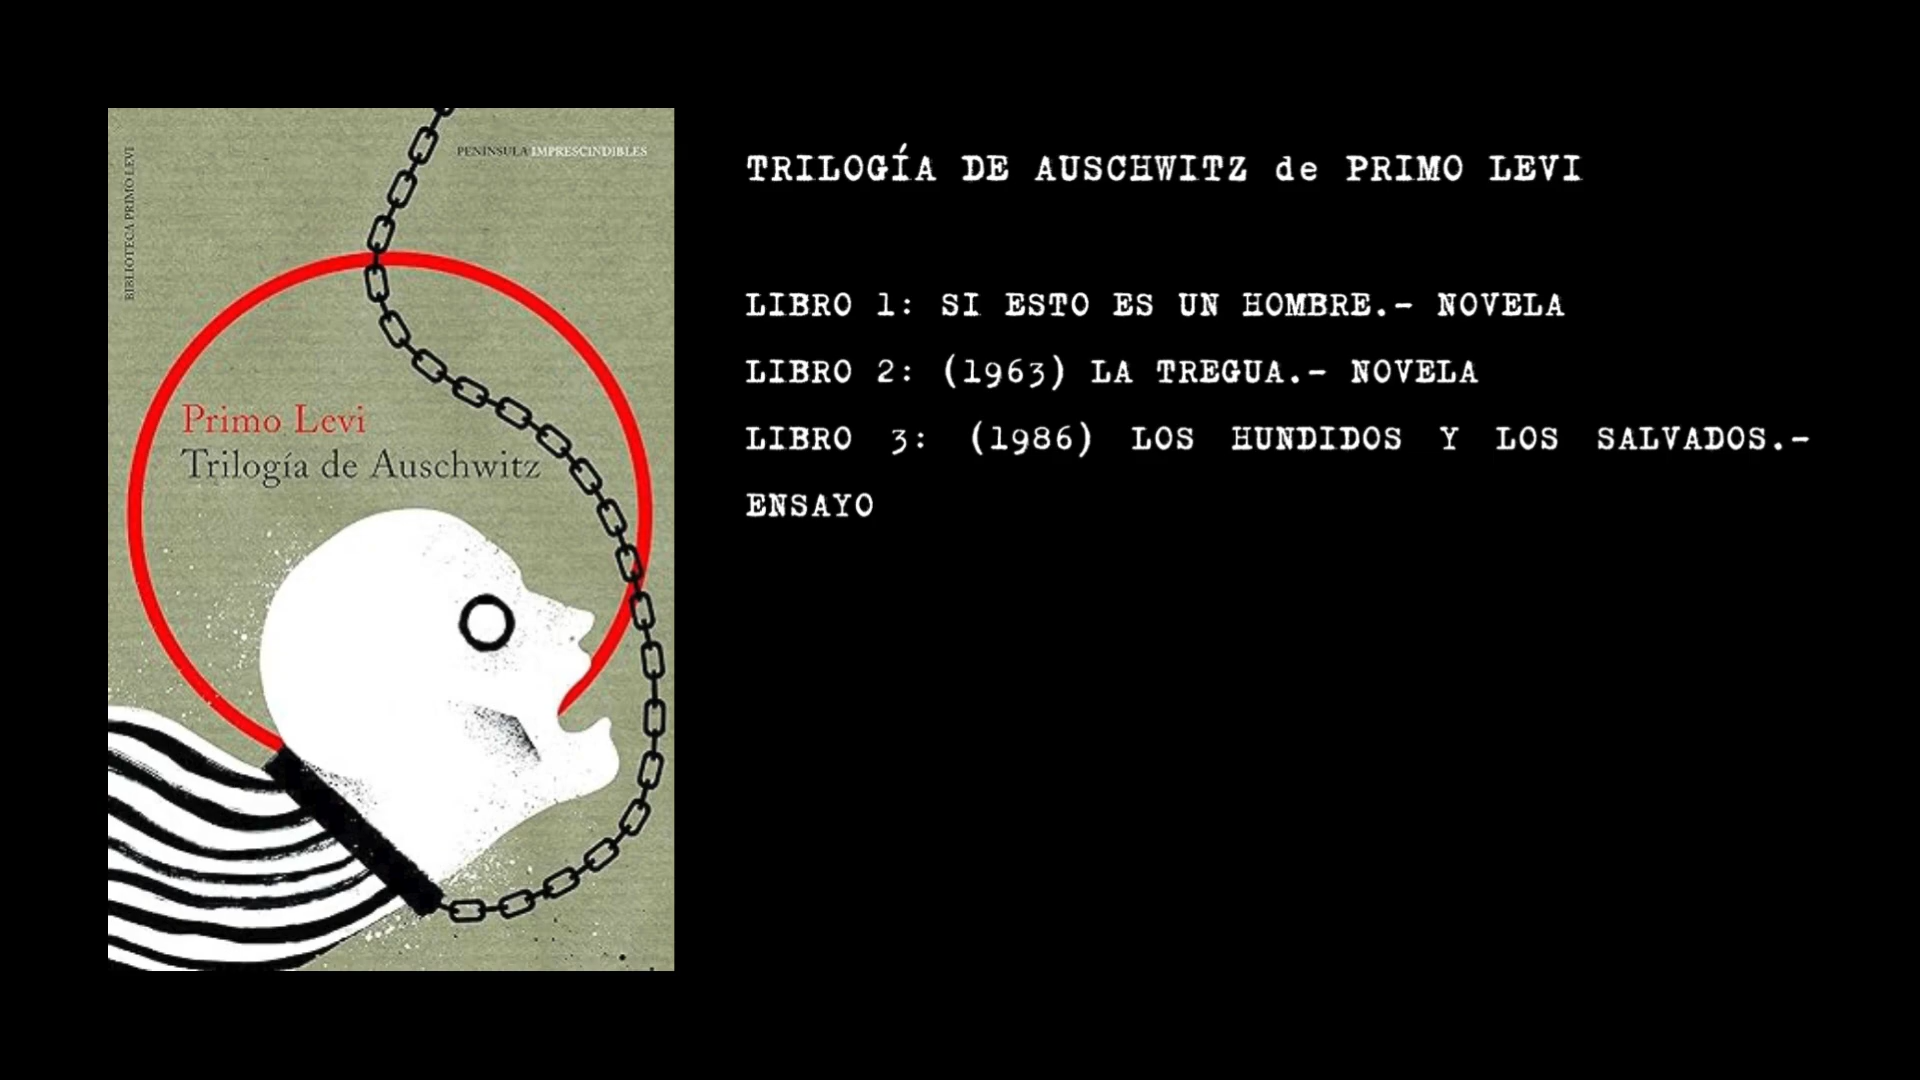 BIBLIOTECA PRIMO LEVI
PENÍNSULA IMPRESCINDIBLES
Primo Levi
Trilogía de Auschwitz
TRILOGÍA DE AUSCHWITZ de PRIMO LEVI
LIBRO 1: SI ESTO ES UN HOMBRE.- NOVELA
LIBRO 2: (1963) LA TREGUA.- NOVELA
LIBRO 3: (1986) LOS HUNDIDOS Y LOS SALVADOS.-
ENSAYO